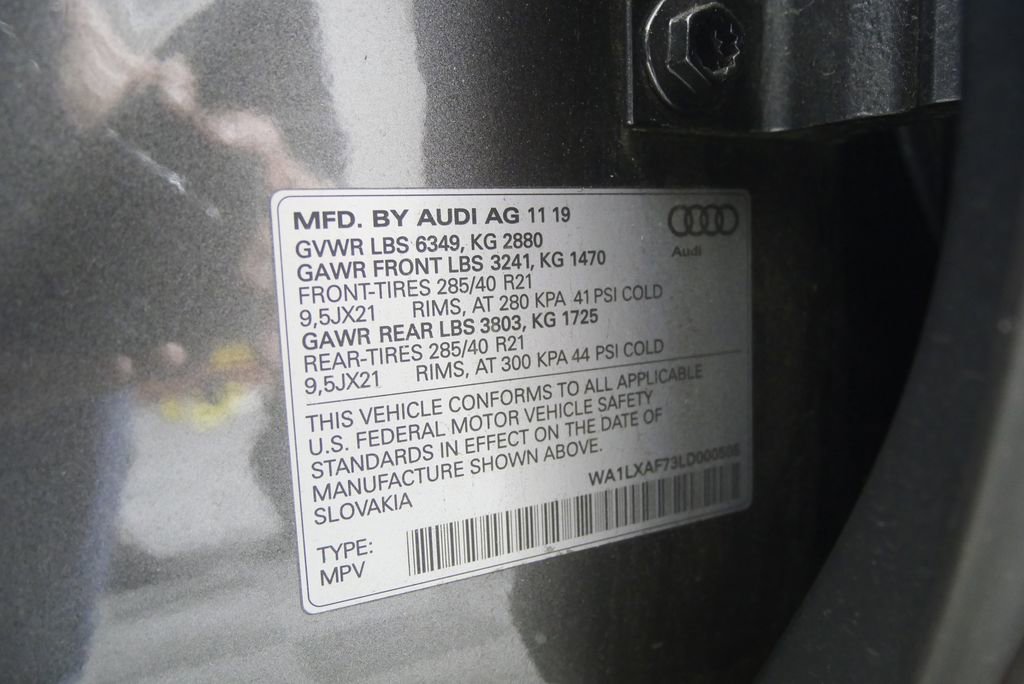 MFD. BY AUDI AG 11 19
GVWR LBS 6349, KG 2880
GAWR FRONT LBS 3241, KG 1470
FRONT-TIRES 285/40 R21
9,5JX21 RIMS, AT 280 KPA 41 PSI COLD
GAWR REAR LBS 3803, KG 1725
REAR-TIRES 285/40 R21
9,5JX21 RIMS, AT 300 KPA 44 PSI COLD
Audi
THIS VEHICLE CONFORMS TO ALL APPLICABLE
U.S. FEDERAL MOTOR VEHICLE SAFETY
STANDARDS IN EFFECT ON THE DATE OF
MANUFACTURE SHOWN ABOVE.
SLOVAKIA
WA1LXAF73LD000506
TYPE:
MPV